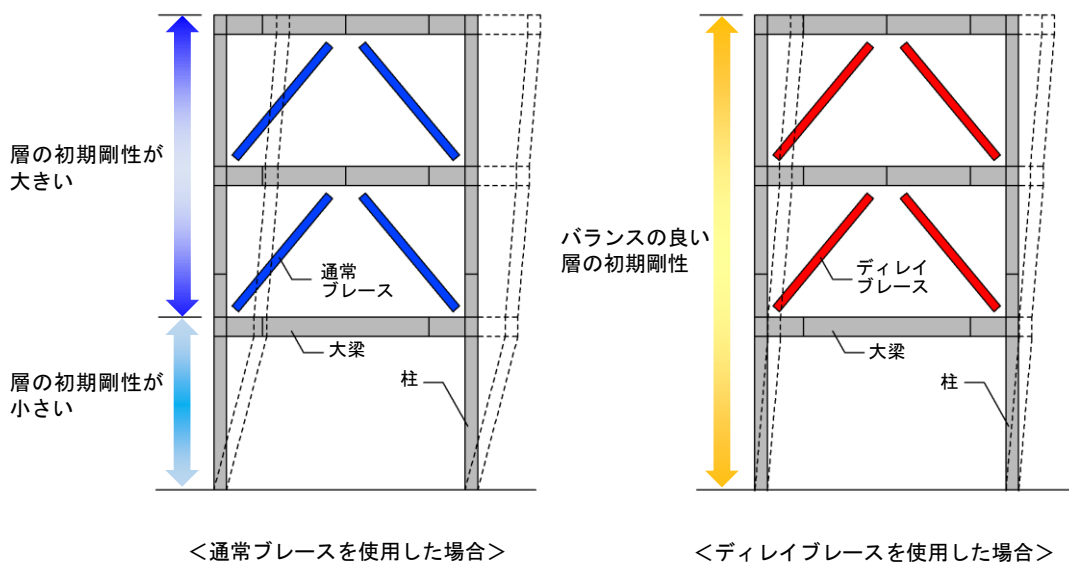 層の初期剛性が
大きい
通常
ブレース
大梁
層の初期剛性が
小さい
柱
＜通常ブレースを使用した場合＞
バランスの良い
層の初期剛性
ディレイ
ブレース
大梁
柱
＜ディレイブレースを使用した場合＞